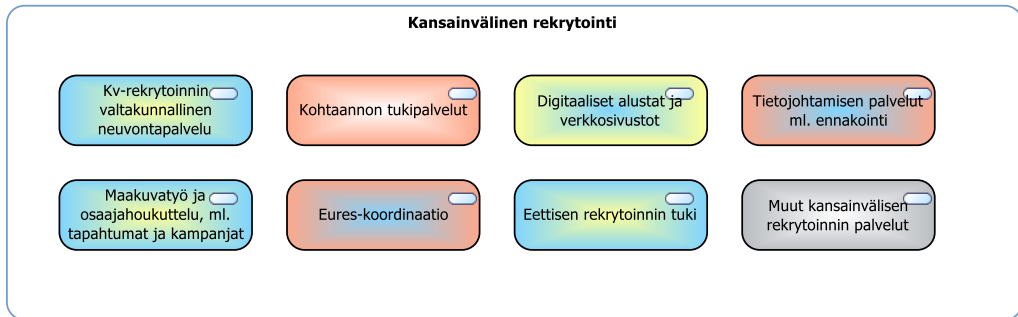 Kansainvälinen rekrytointi
Kv-rekrytoinnin
valtakunnallinen
neuvontapalvelu
Kohtaannon tukipalvelut
Digitaaliset alustat ja
verkkosivustot
Tietojohtamisen palvelut
ml. ennakointi
Maakuvatyö ja
osaajahoukuttelu, ml.
tapahtumat ja kampanjat
Eures-koordinaatio
Eettisen rekrytoinnin tuki
Muut kansainvälisen
rekrytoinnin palvelut